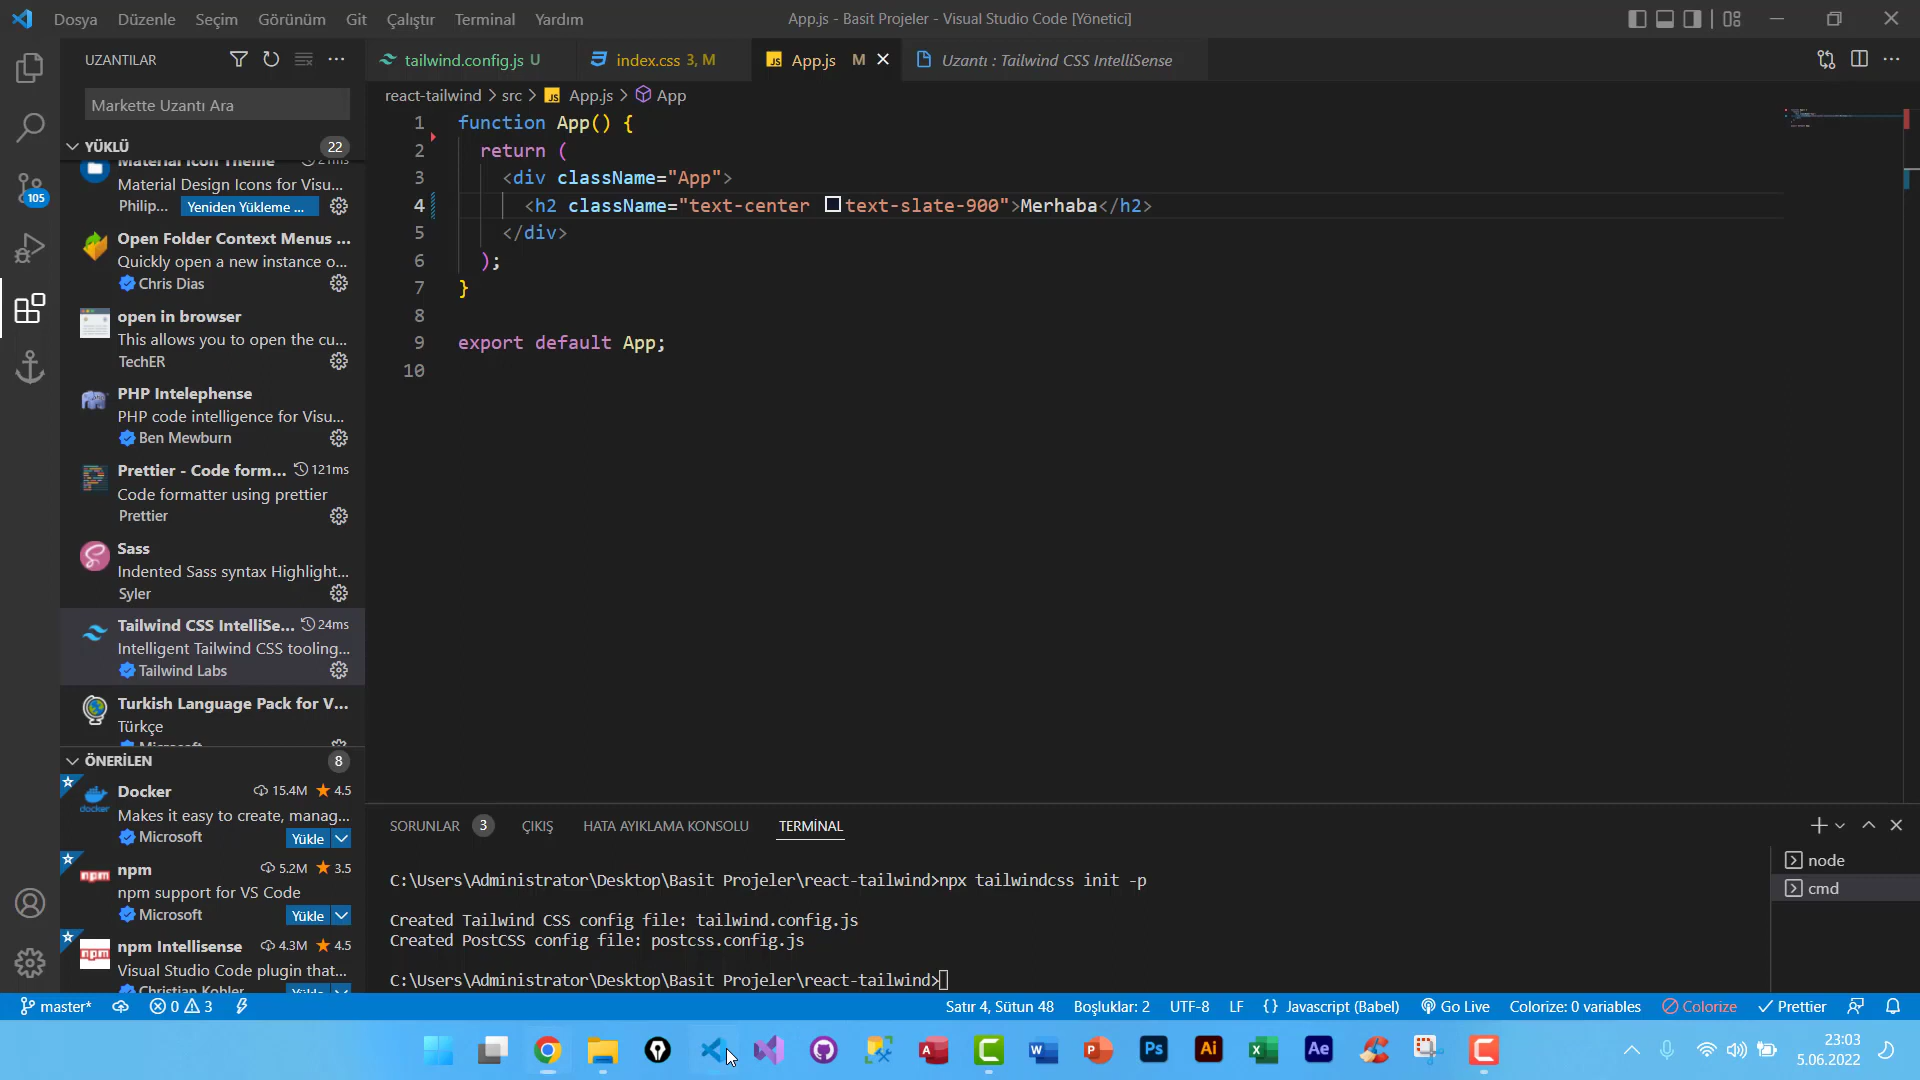 Dosya Düzenle Seçim Görünüm Git Çalıştır Terminal Yardım
App.js - Basit Projeler - Visual Studio Code [Yönetici]
UZANTILAR
tailwind.config.js U
index.css 3, M
App.js M
Uzantı : Tailwind CSS IntelliSense
Markette Uzantı Ara
react-tailwind > src > App.js > App
YÜKLÜ 22
Material Icon Theme
Material Design Icons for Visu...
Philip... Yeniden Yükleme ...
Open Folder Context Menus ...
Quickly open a new instance o...
Chris Dias
open in browser
This allows you to open the cu...
TechER
PHP Intelephense
PHP code intelligence for Visu...
Ben Mewburn
Prettier - Code form... 121ms
Code formatter using prettier
Prettier
Sass
Indented Sass syntax Highlight...
Syler
Tailwind CSS IntelliSe... 24ms
Intelligent Tailwind CSS tooling...
Tailwind Labs
Turkish Language Pack for V...
Türkçe
Microsoft
ÖNERİLEN 8
Docker 15.4M 4.5
Makes it easy to create, manag...
Microsoft Yükle
npm 5.2M 3.5
npm support for VS Code
Microsoft Yükle
npm Intellisense 4.3M 4.5
Visual Studio Code plugin that...
Christian Kohler Yükle
105
1 function App() {
2 return (
3 <div className="App">
4 <h2 className="text-center text-slate-900">Merhaba</h2>
5 </div>
6 );
7 }
8
9 export default App;
10
SORUNLAR 3 ÇIKIŞ HATA AYIKLAMA KONSOLU TERMİNAL
C:\Users\Administrator\Desktop\Basit Projeler\react-tailwind>npx tailwindcss init -p
Created Tailwind CSS config file: tailwind.config.js
Created PostCSS config file: postcss.config.js
C:\Users\Administrator\Desktop\Basit Projeler\react-tailwind>
node
cmd
master* 0 3
Satır 4, Sütun 48 Boşluklar: 2 UTF-8 LF {} Javascript (Babel) Go Live Colorize: 0 variables Colorize Prettier
A W P Ps Ai X Ae
23:03
5.06.2022